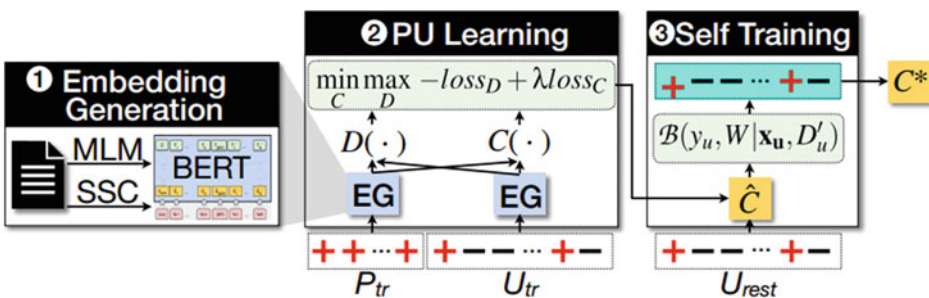 ❶ Embedding Generation
MLM
SSC
BERT
❷ PU Learning
min max −loss_D + λloss_C
C D
D(·) C(·)
EG EG
+ + ··· + + − − ··· + −
P_tr U_tr
❸ Self Training
+ − − ··· + −
C*
𝓑(y_u, W|x_u, D′_u)
Ĉ
+ − − ··· + −
U_rest